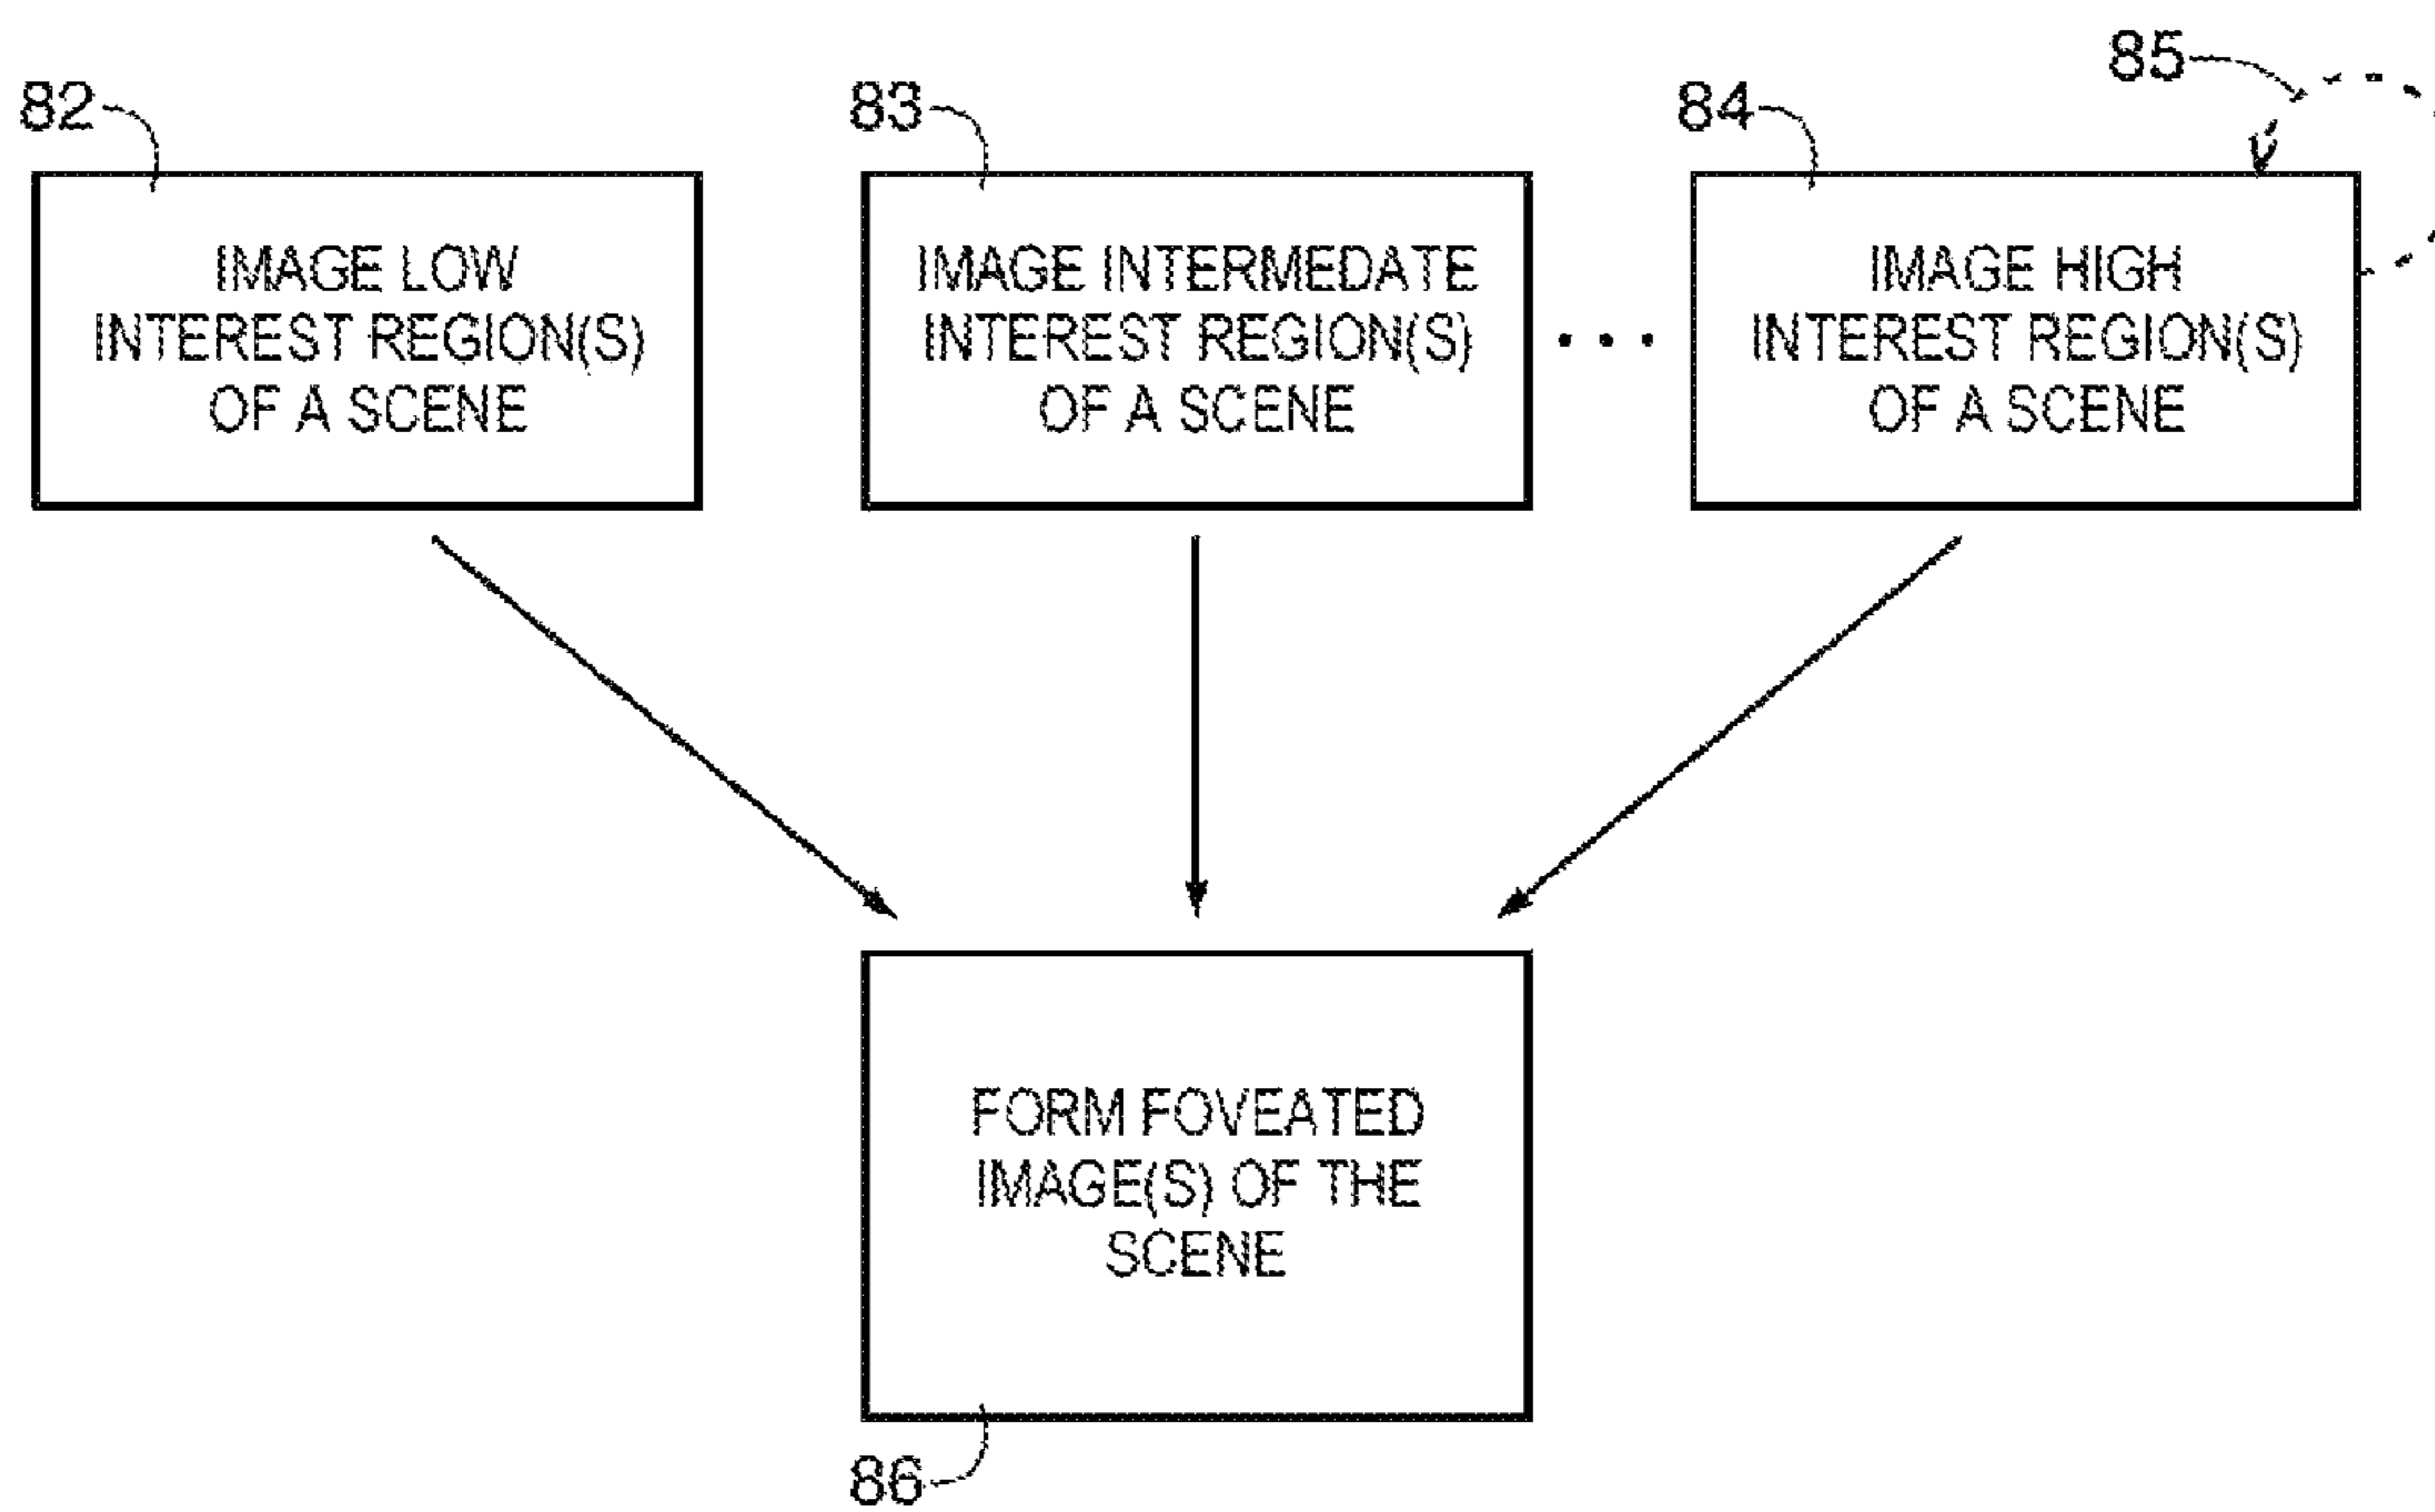 82
83
84
85
IMAGE LOW
INTEREST REGION(S)
OF A SCENE
IMAGE INTERMEDATE
INTEREST REGION(S)
OF A SCENE
. . .
IMAGE HIGH
INTEREST REGION(S)
OF A SCENE
FORM FOVEATED
IMAGE(S) OF THE
SCENE
86